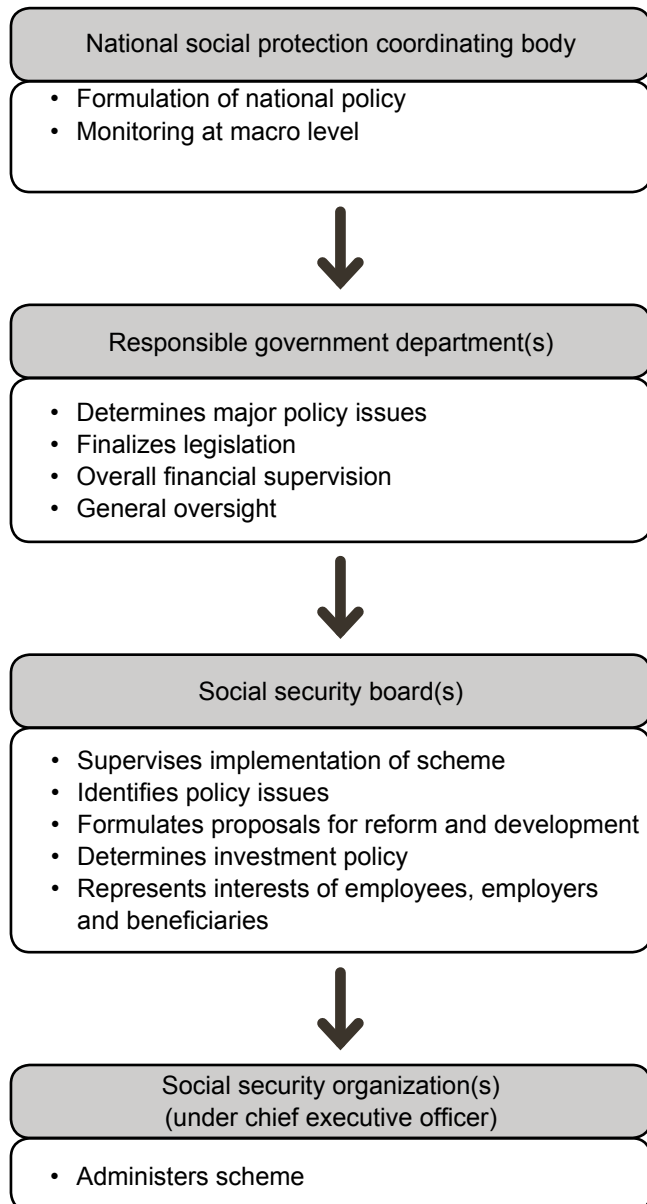 National social protection coordinating body
• Formulation of national policy
• Monitoring at macro level
Responsible government department(s)
• Determines major policy issues
• Finalizes legislation
• Overall financial supervision
• General oversight
Social security board(s)
• Supervises implementation of scheme
• Identifies policy issues
• Formulates proposals for reform and development
• Determines investment policy
• Represents interests of employees, employers
and beneficiaries
Social security organization(s)
(under chief executive officer)
• Administers scheme